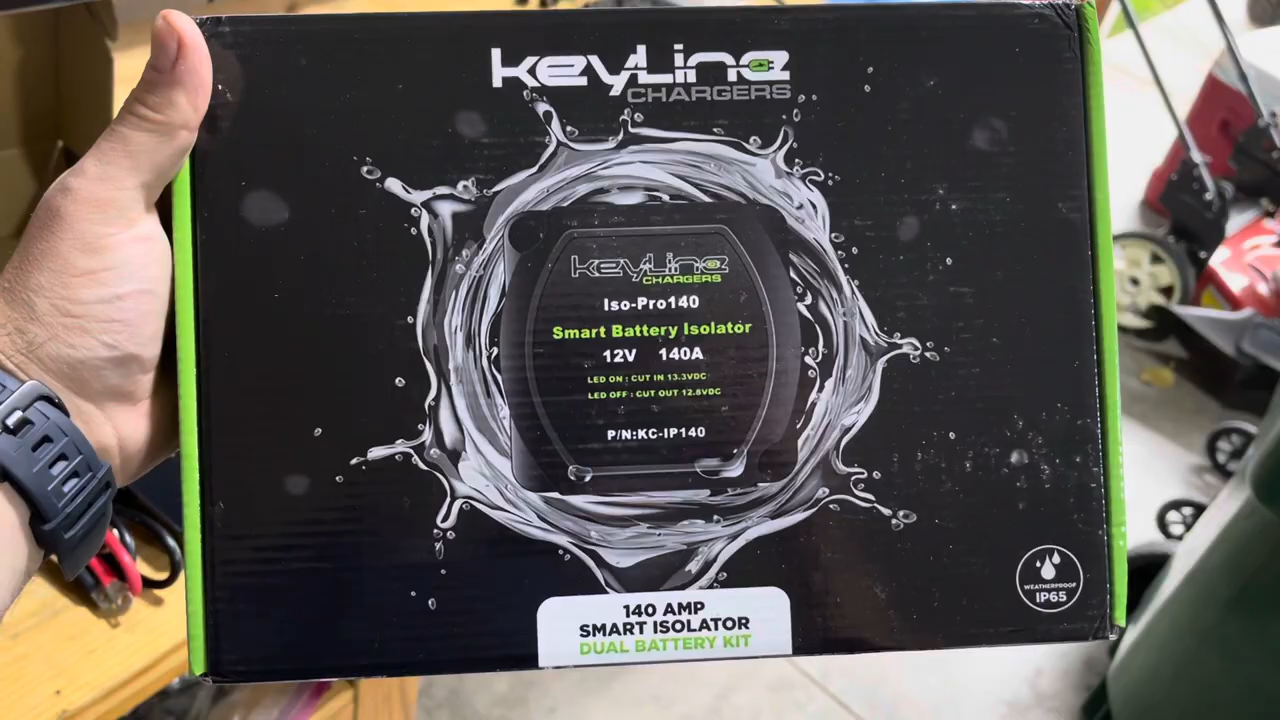 keyLine
CHARGERS
keyLine
CHARGERS
Iso-Pro140
Smart Battery Isolator
12V 140A
LED ON : CUT IN 13.3VDC
LED OFF : CUT OUT 12.8VDC
P/N:KC-IP140
WEATHERPROOF
IP65
140 AMP
SMART ISOLATOR
DUAL BATTERY KIT